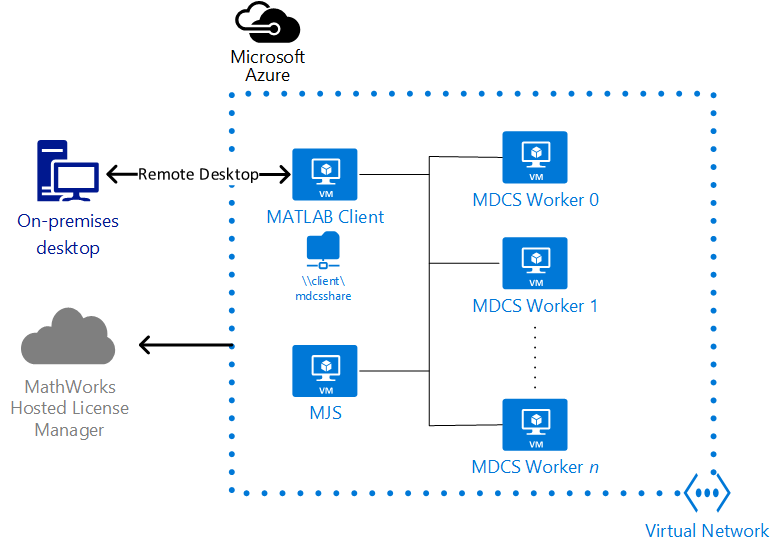 Microsoft
Azure
Remote Desktop
On-premises
desktop
VM
MATLAB Client
\\client\
mdcsshare
VM
MDCS Worker 0
VM
MDCS Worker 1
MathWorks
Hosted License
Manager
VM
MJS
VM
MDCS Worker n
Virtual Network